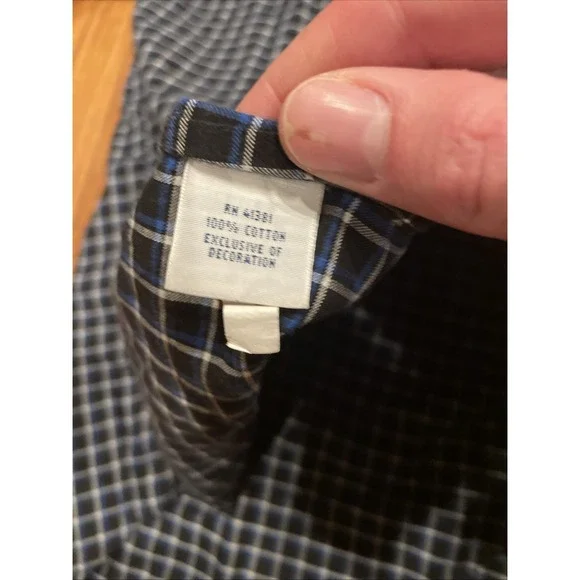 RN 41381
100% COTTON
EXCLUSIVE OF
DECORATION